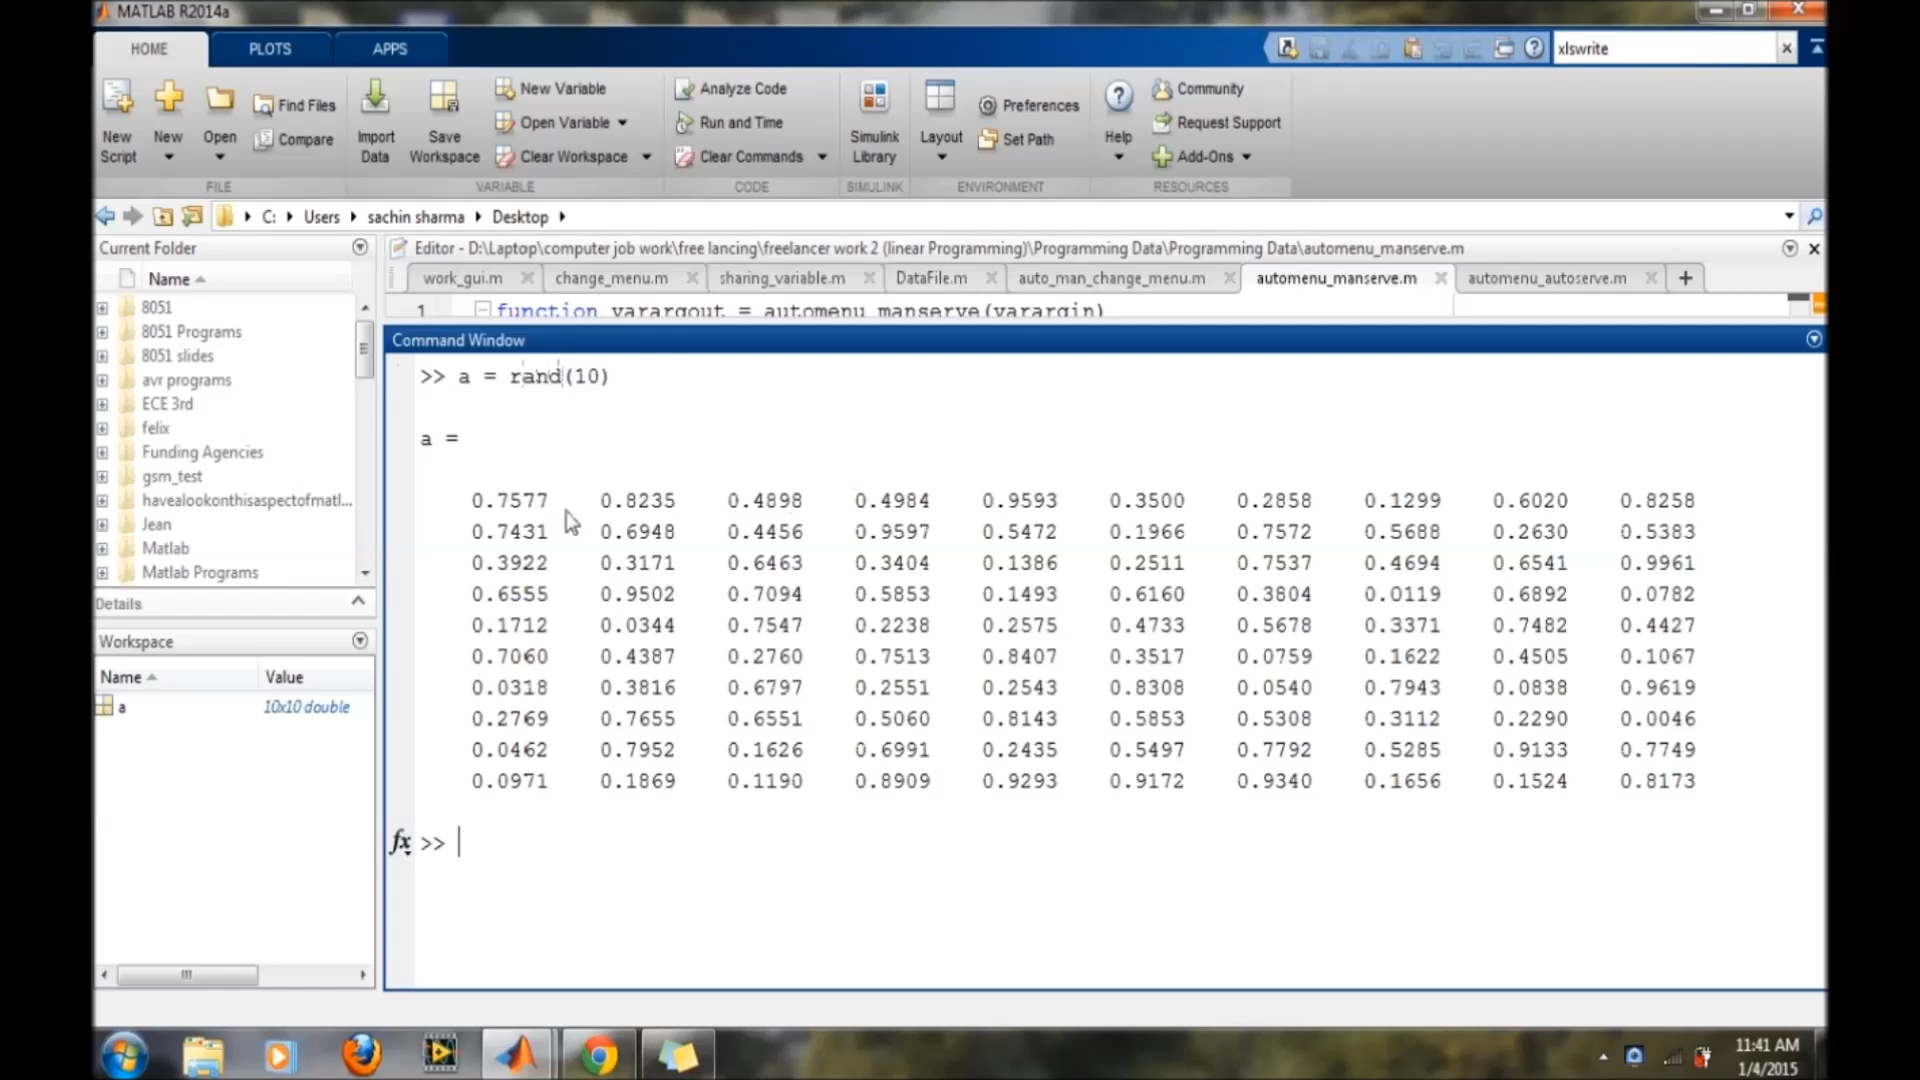 MATLAB R2014a
HOME PLOTS APPS
xlswrite
New Script
New
Open
Find Files
Compare
Import Data
Save Workspace
New Variable
Open Variable
Clear Workspace
Analyze Code
Run and Time
Clear Commands
Simulink Library
Layout
Preferences
Set Path
Help
Community
Request Support
Add-Ons
FILE VARIABLE CODE SIMULINK ENVIRONMENT RESOURCES
C: Users sachin sharma Desktop
Current Folder
Name
8051
8051 Programs
8051 slides
avr programs
ECE 3rd
felix
Funding Agencies
gsm_test
havealookonthisaspectofmatl...
Jean
Matlab
Matlab Programs
Details
Workspace
Name Value
a 10x10 double
Editor - D:\Laptop\computer job work\free lancing\freelancer work 2 (linear Programming)\Programming Data\Programming Data\automenu_manserve.m
work_gui.m change_menu.m sharing_variable.m DataFile.m auto_man_change_menu.m automenu_manserve.m automenu_autoserve.m +
1 function varargout = automenu_manserve(varargin)
Command Window
>> a = rand(10)
a =
0.7577 0.8235 0.4898 0.4984 0.9593 0.3500 0.2858 0.1299 0.6020 0.8258
0.7431 0.6948 0.4456 0.9597 0.5472 0.1966 0.7572 0.5688 0.2630 0.5383
0.3922 0.3171 0.6463 0.3404 0.1386 0.2511 0.7537 0.4694 0.6541 0.9961
0.6555 0.9502 0.7094 0.5853 0.1493 0.6160 0.3804 0.0119 0.6892 0.0782
0.1712 0.0344 0.7547 0.2238 0.2575 0.4733 0.5678 0.3371 0.7482 0.4427
0.7060 0.4387 0.2760 0.7513 0.8407 0.3517 0.0759 0.1622 0.4505 0.1067
0.0318 0.3816 0.6797 0.2551 0.2543 0.8308 0.0540 0.7943 0.0838 0.9619
0.2769 0.7655 0.6551 0.5060 0.8143 0.5853 0.5308 0.3112 0.2290 0.0046
0.0462 0.7952 0.1626 0.6991 0.2435 0.5497 0.7792 0.5285 0.9133 0.7749
0.0971 0.1869 0.1190 0.8909 0.9293 0.9172 0.9340 0.1656 0.1524 0.8173
fx >>
11:41 AM
1/4/2015